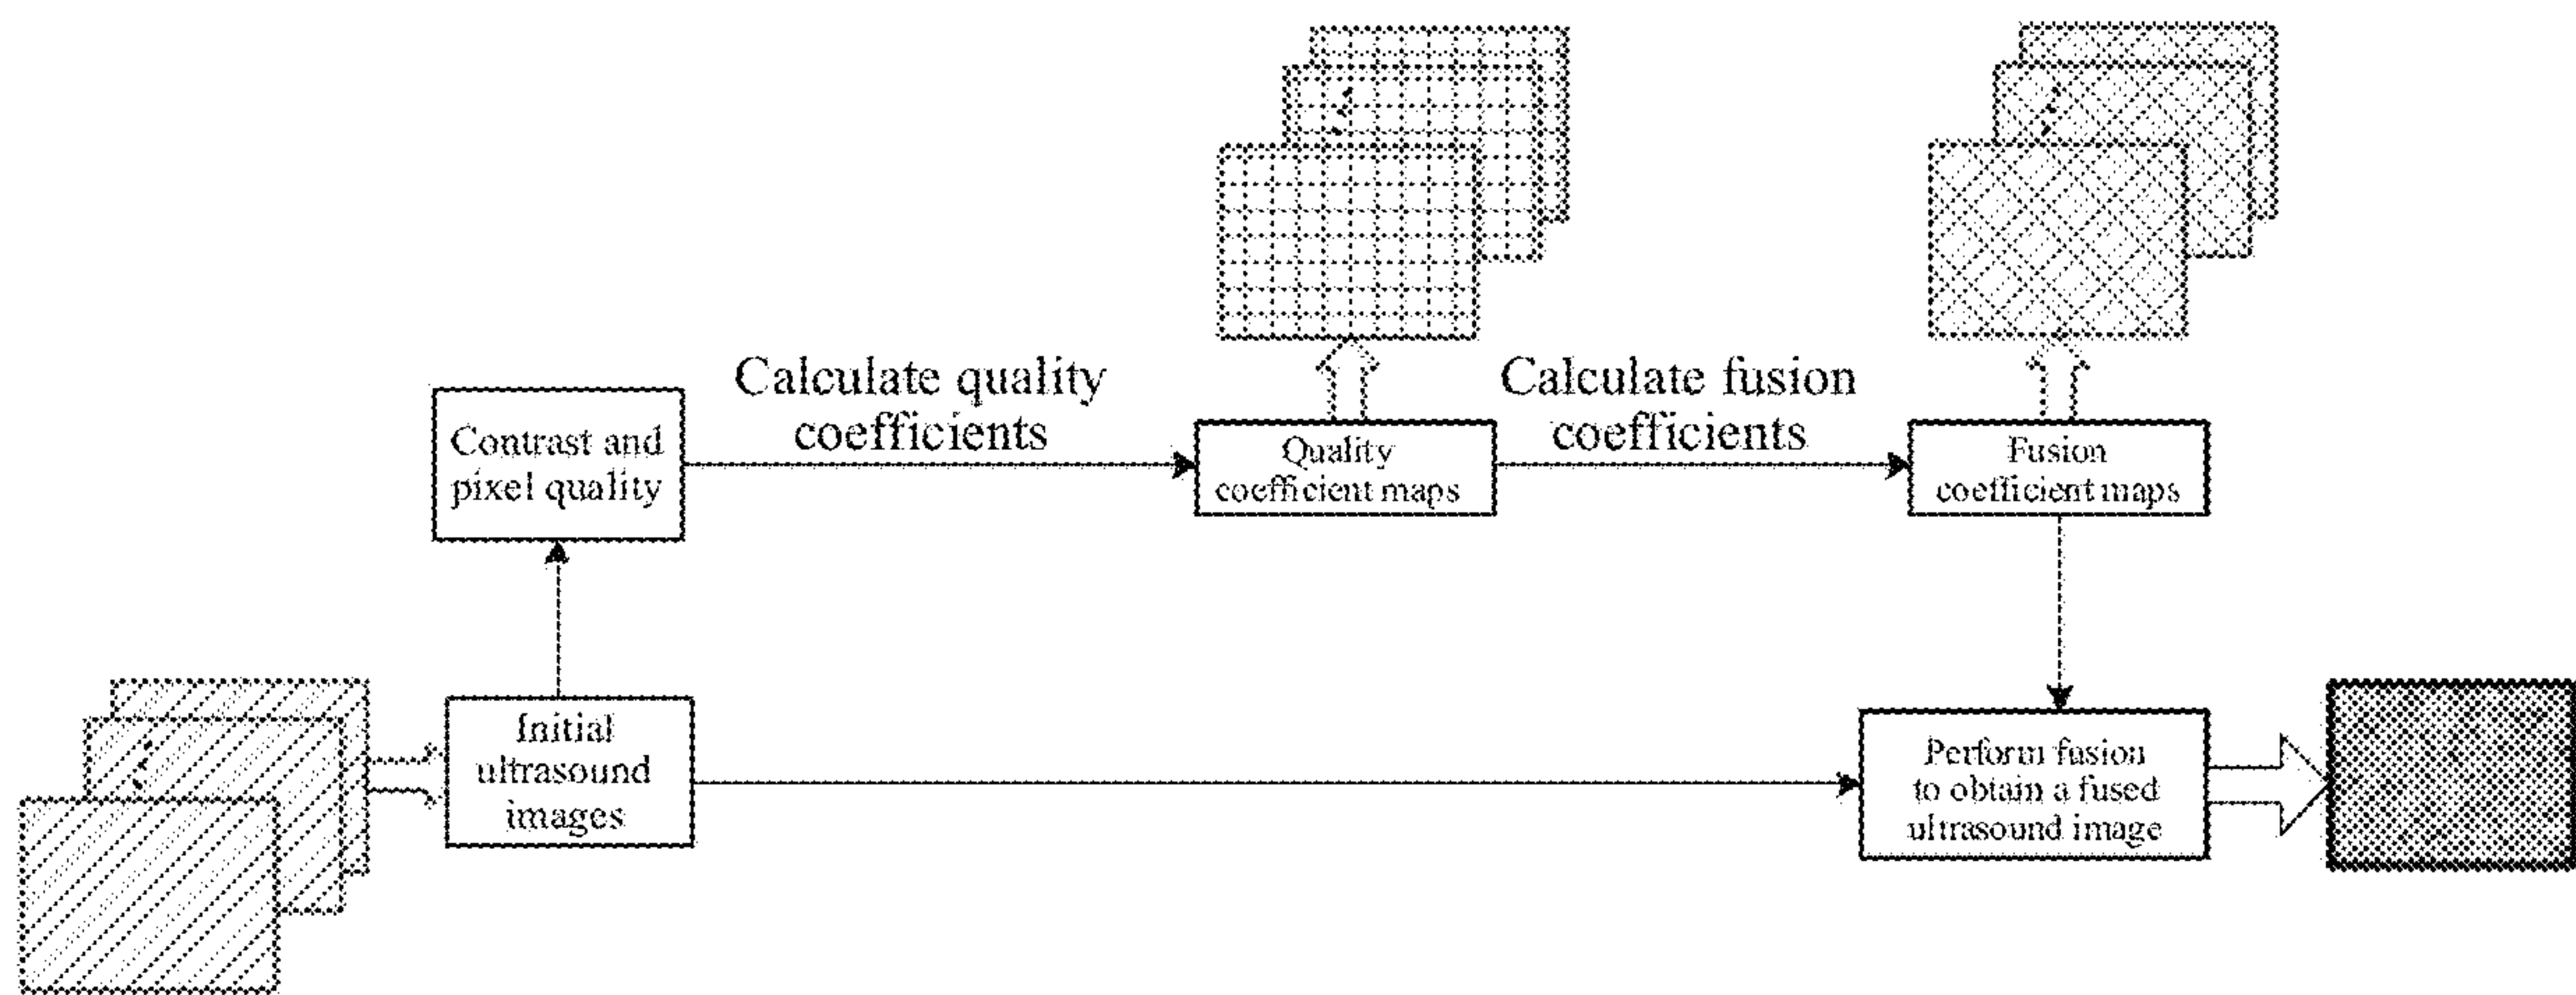 Calculate quality
coefficients
Calculate fusion
coefficients
Contrast and
pixel quality
Quality
coefficient maps
Fusion
coefficient maps
Initial
ultrasound
images
Perform fusion
to obtain a fused
ultrasound image